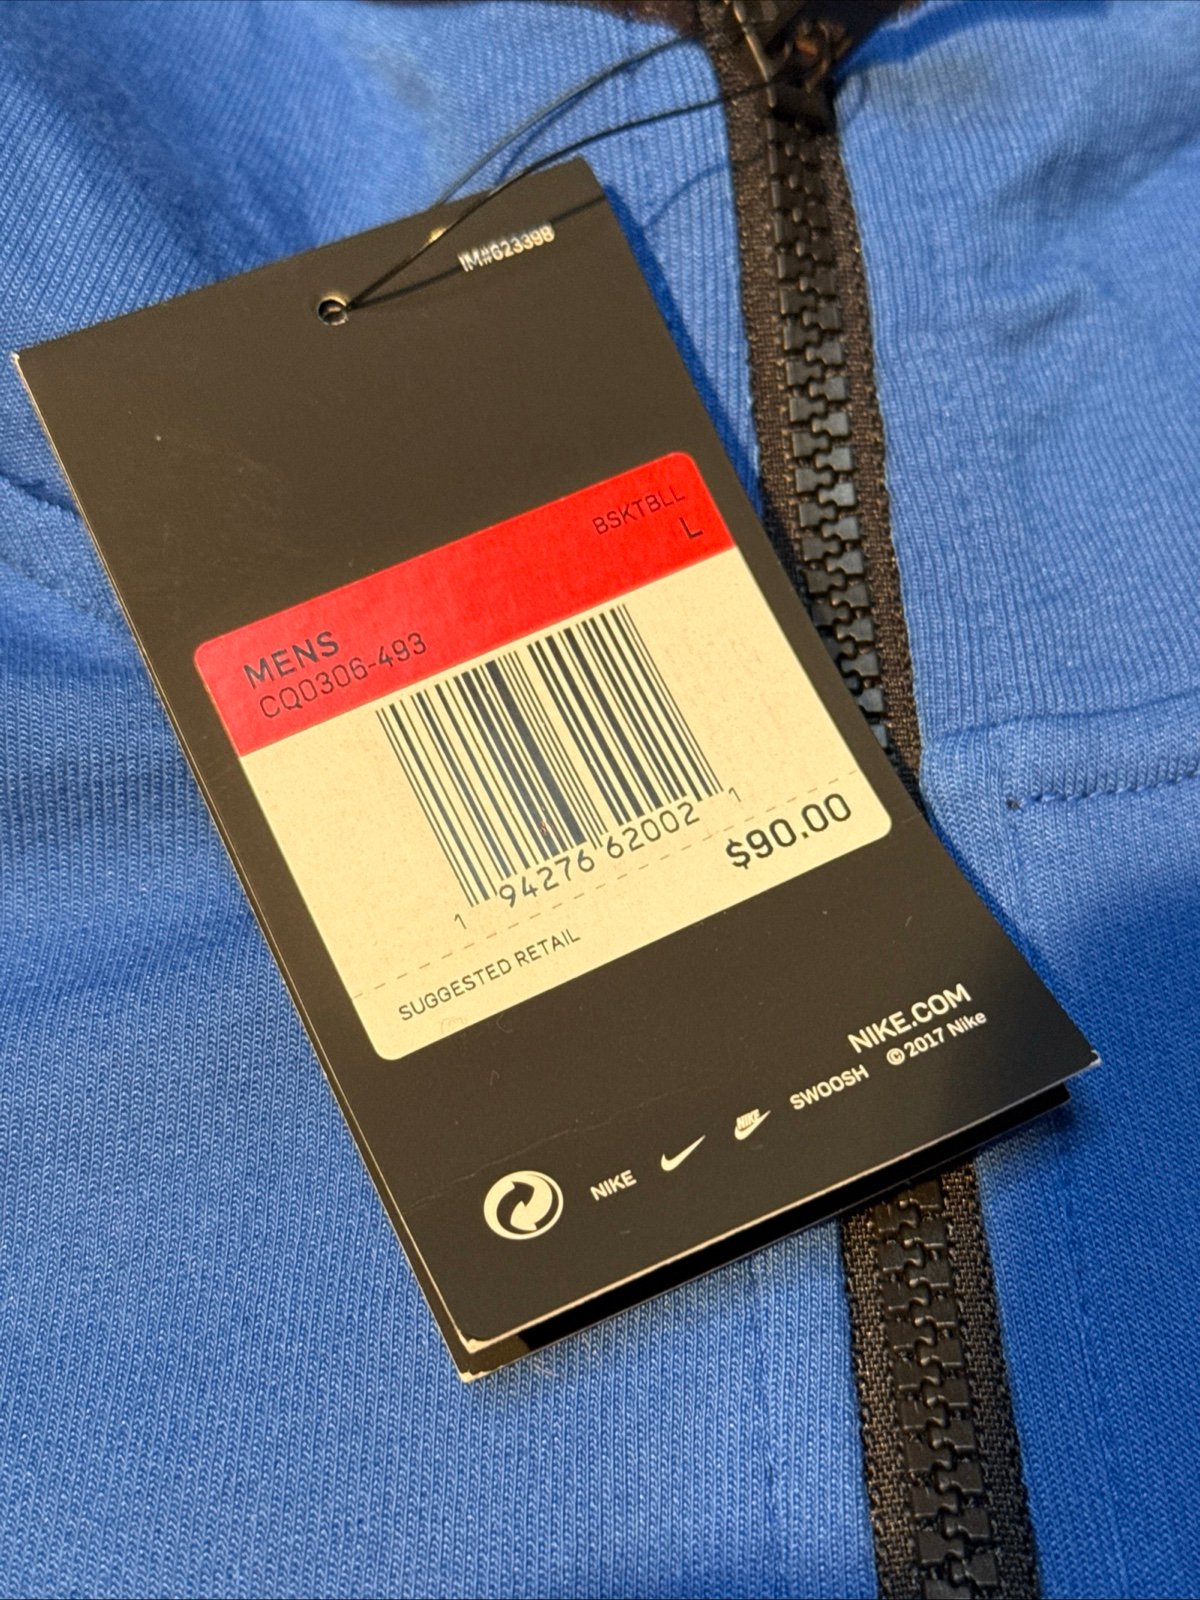 IM#623398
BSKTBLL
L
MENS
CQ0306-493
1 94276 62002 1
$90.00
SUGGESTED RETAIL
NIKE.COM
© 2017 Nike
NIKE NIKE SWOOSH